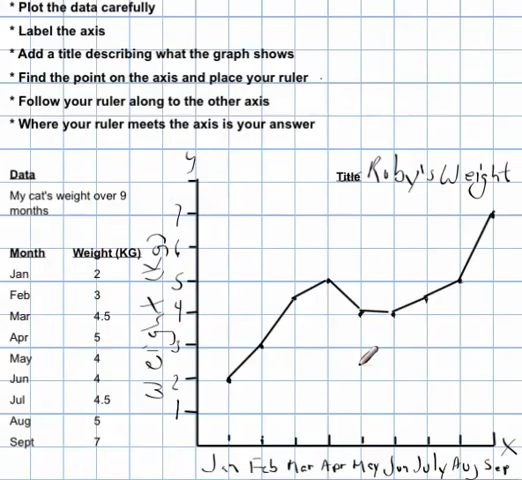 * Plot the data carefully
* Label the axis
* Add a title describing what the graph shows
* Find the point on the axis and place your ruler
* Follow your ruler along to the other axis
* Where your ruler meets the axis is your answer
Data
My cat's weight over 9
months
Month Weight (KG)
Jan 2
Feb 3
Mar 4.5
Apr 5
May 4
Jun 4
Jul 4.5
Aug 5
Sept 7
Title Roby's Weight
y
7
6
5
4
3
2
1
Weight (Kg)
Jan Feb Mar Apr May Jun July Aug Sep
X